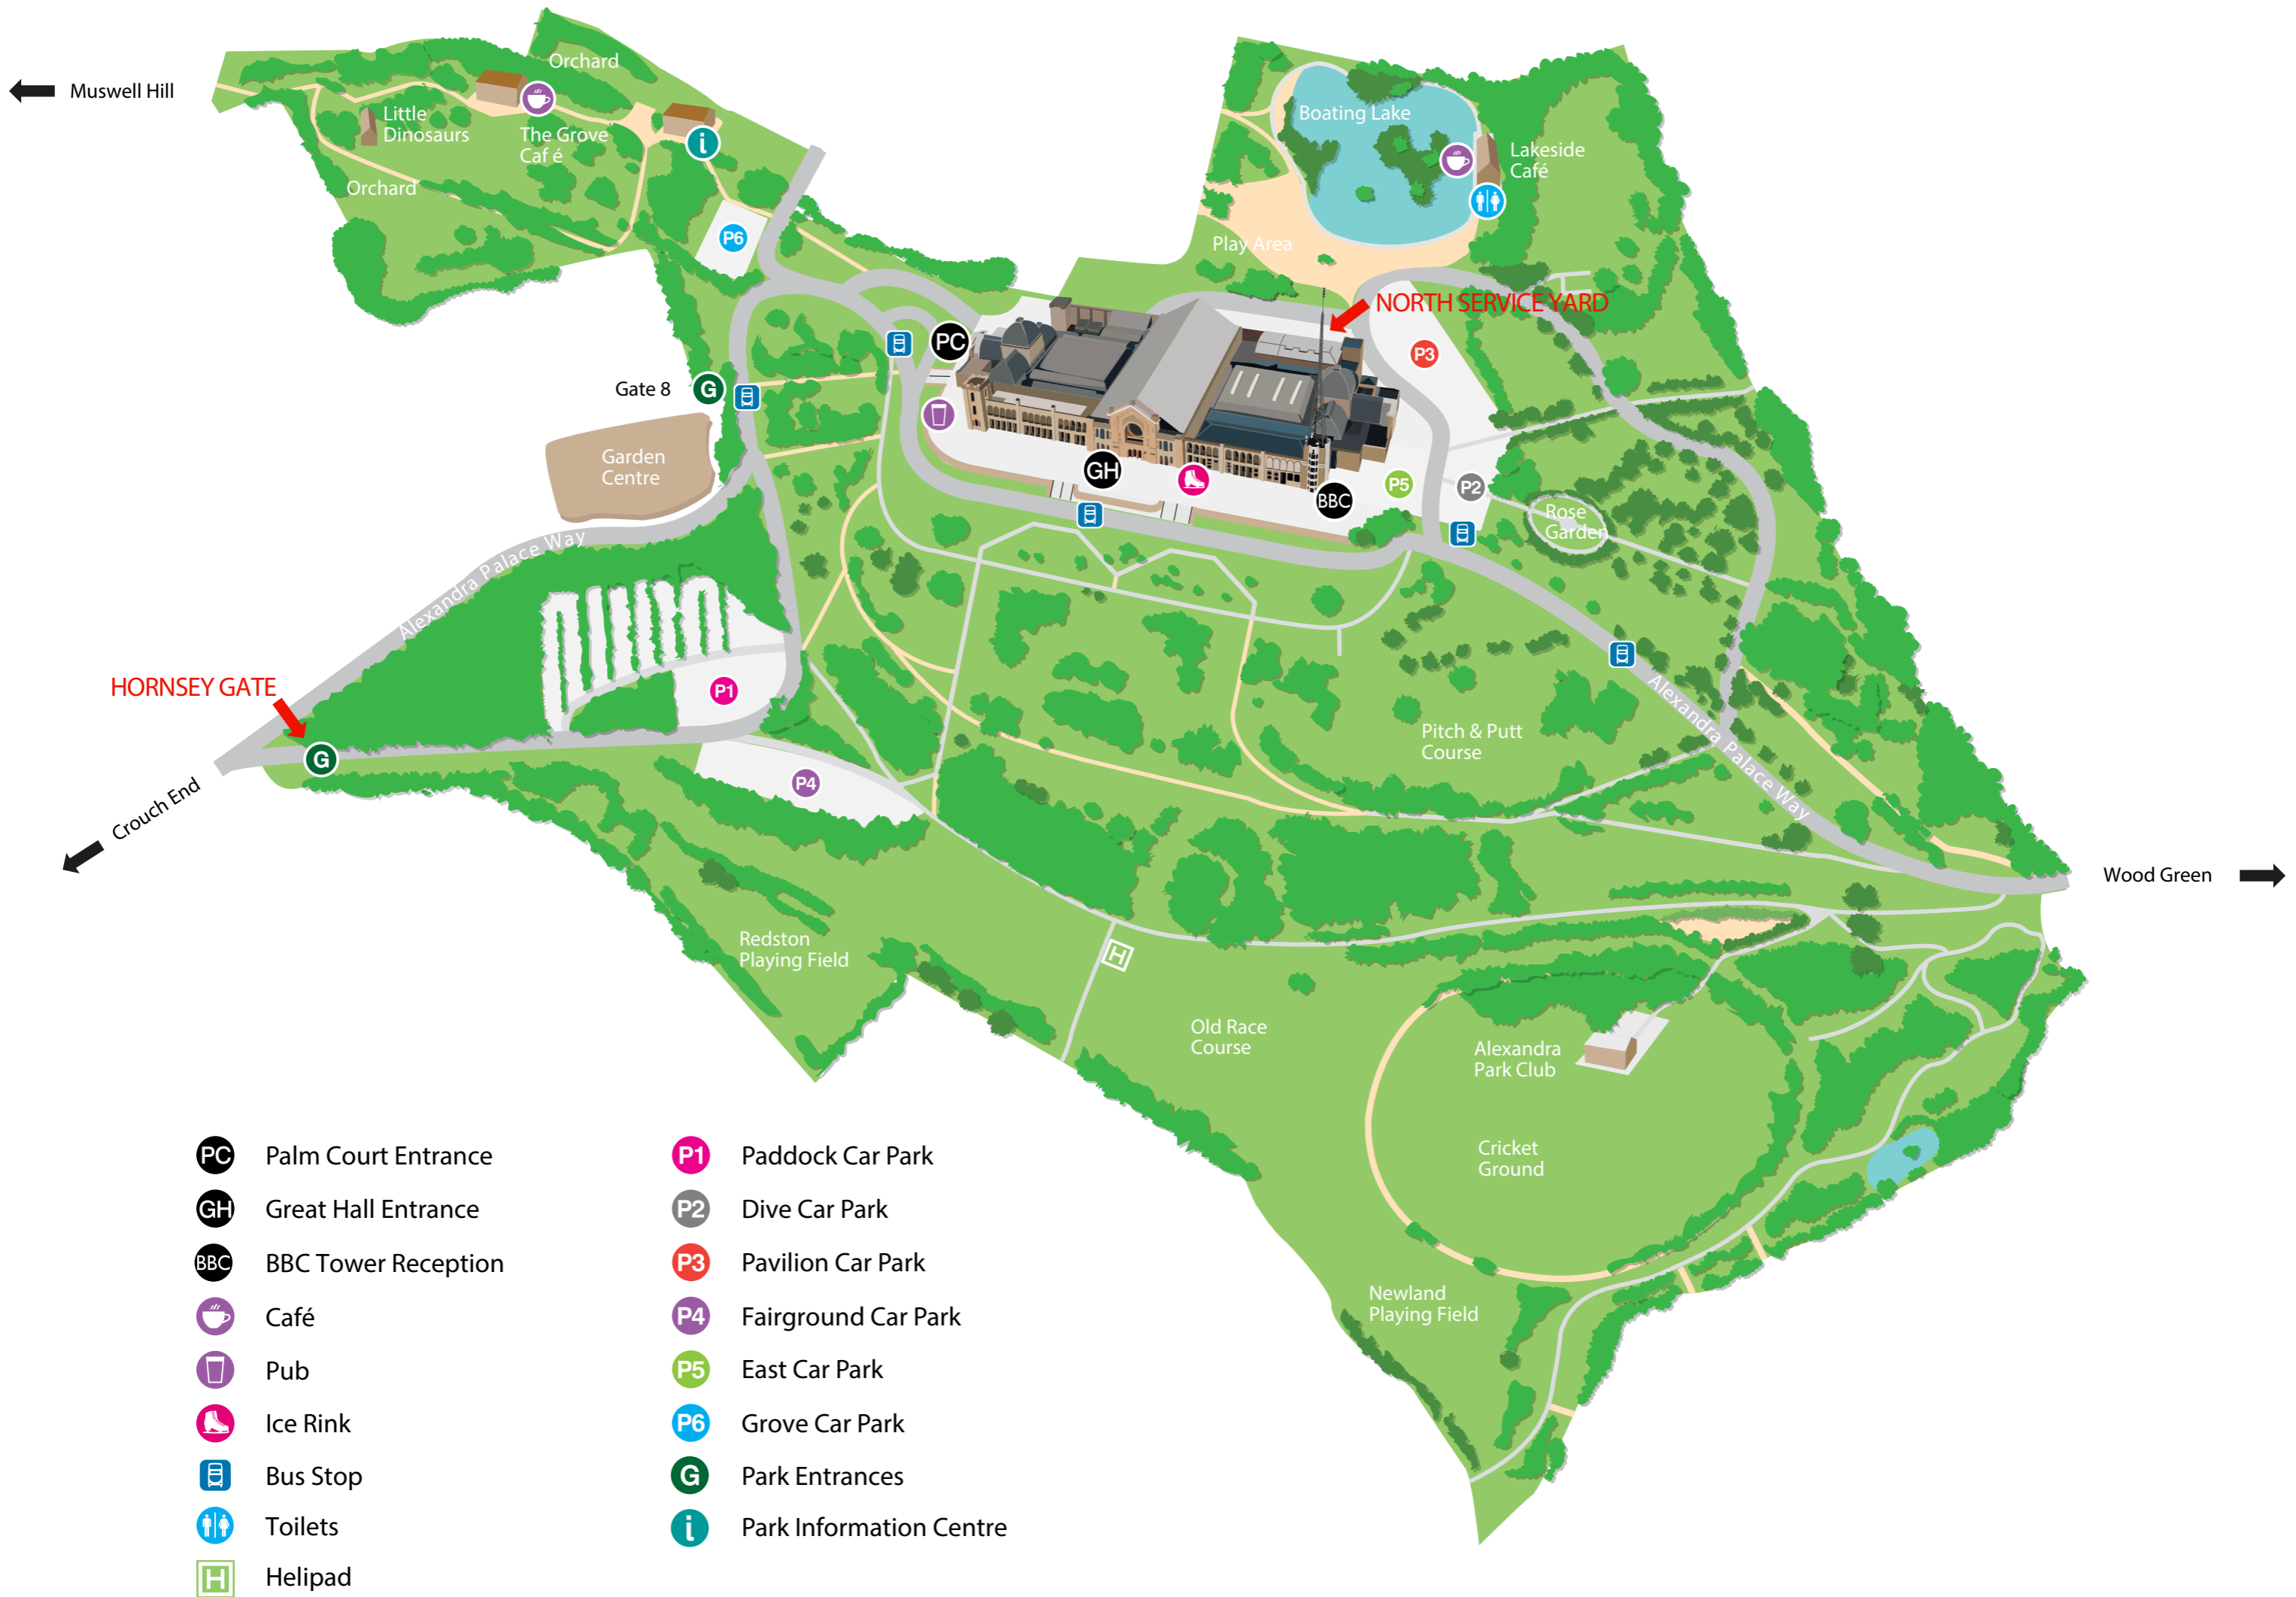 Muswell Hill
Orchard
Little
Dinosaurs
The Grove
Caf é
i
Orchard
P6
Boating Lake
Lakeside
Café
Play Area
NORTH SERVICE YARD
PC
P3
Gate 8
G
Garden
Centre
GH
BBC
P5
P2
Rose
Garden
Alexandra Palace Way
HORNSEY GATE
P1
G
P4
Crouch End
Pitch & Putt
Course
Alexandra Palace Way
Wood Green
Redston
Playing Field
H
Old Race
Course
Alexandra
Park Club
Cricket
Ground
Newland
Playing Field
PC Palm Court Entrance
GH Great Hall Entrance
BBC BBC Tower Reception
Café
Pub
Ice Rink
Bus Stop
Toilets
H Helipad
P1 Paddock Car Park
P2 Dive Car Park
P3 Pavilion Car Park
P4 Fairground Car Park
P5 East Car Park
P6 Grove Car Park
G Park Entrances
i Park Information Centre